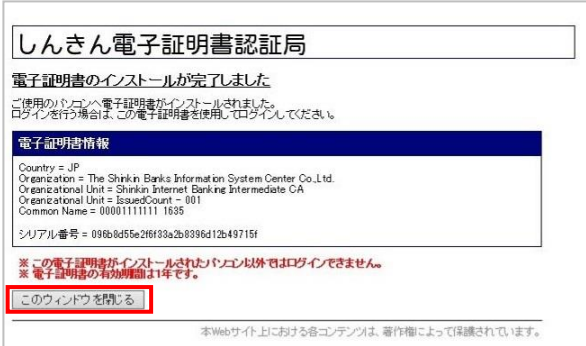 しんきん電子証明書認証局
電子証明書のインストールが完了しました
ご使用のパソコンへ電子証明書がインストールされました。
ログインを行う場合は、この電子証明書を使用してログインしてください。
電子証明書情報
Country = JP
Organization = The Shinkin Banks Information System Center Co.,Ltd.
Organizational Unit = Shinkin Internet Banking Intermediate CA
Organizational Unit = IssuedCount - 001
Common Name = 00001111111 1635
シリアル番号 = 096b8d55e2f6f33a2b8396d12b49715f
※ この電子証明書がインストールされたパソコン以外ではログインできません。
※ 電子証明書の有効期間は1年です。
このウィンドウを閉じる
本Webサイト上における各コンテンツは、著作権によって保護されています。